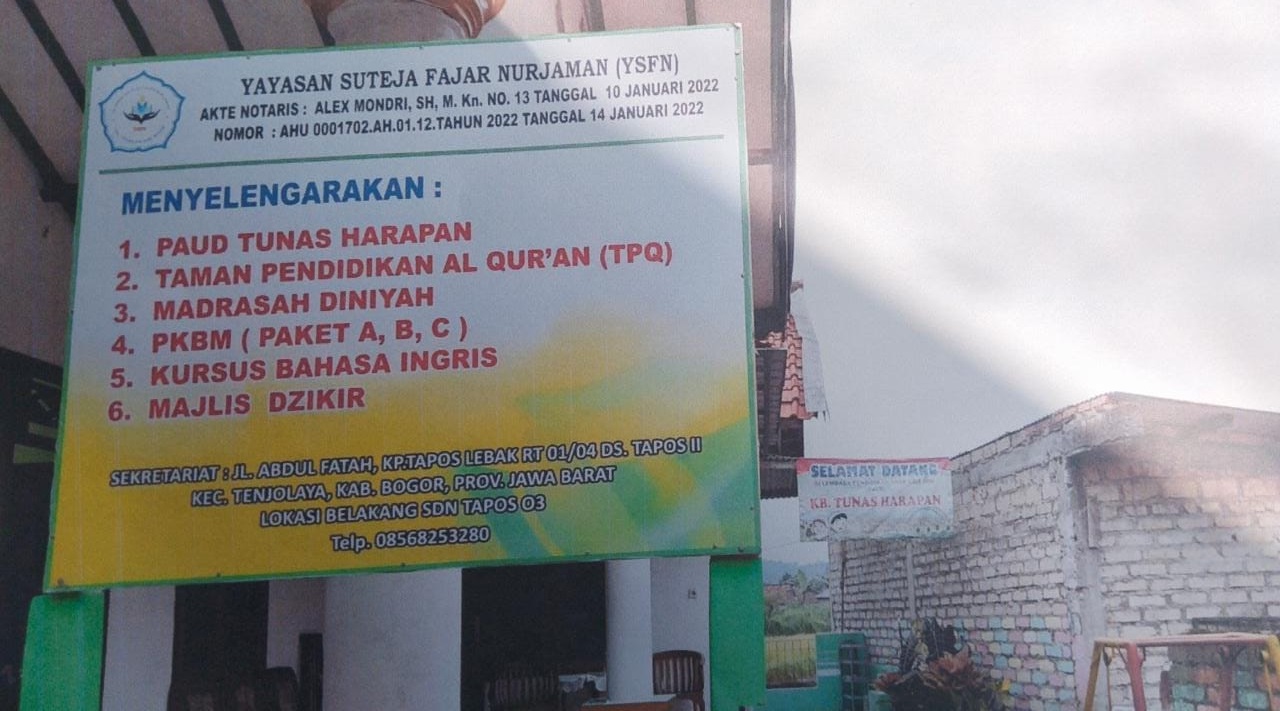 YAYASAN SUTEJA FAJAR NURJAMAN (YSFN)
AKTE NOTARIS : ALEX MONDRI, SH, M. Kn. NO. 13 TANGGAL 10 JANUARI 2022
NOMOR : AHU 0001702.AH.01.12.TAHUN 2022 TANGGAL 14 JANUARI 2022
MENYELENGARAKAN :
1. PAUD TUNAS HARAPAN
2. TAMAN PENDIDIKAN AL QUR'AN (TPQ)
3. MADRASAH DINIYAH
4. PKBM ( PAKET A, B, C )
5. KURSUS BAHASA INGRIS
6. MAJLIS DZIKIR
SEKRETARIAT : JL. ABDUL FATAH, KP.TAPOS LEBAK RT 01/04 DS. TAPOS II
KEC. TENJOLAYA, KAB. BOGOR, PROV. JAWA BARAT
LOKASI BELAKANG SDN TAPOS 03
Telp. 08568253280
SELAMAT DATANG
KB. TUNAS HARAPAN